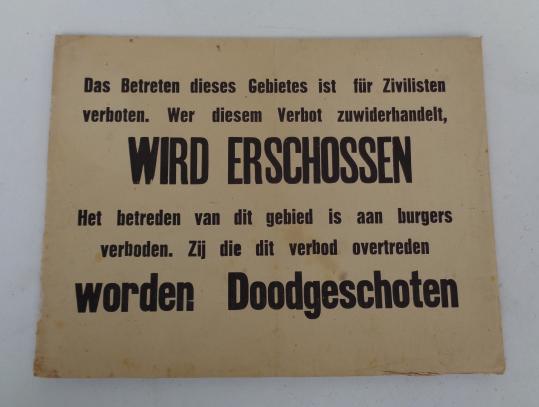 Das Betreten dieses Gebietes ist für Zivilisten
verboten. Wer diesem Verbot zuwiderhandelt,
WIRD ERSCHOSSEN
Het betreden van dit gebied is aan burgers
verboden. Zij die dit verbod overtreden
worden Doodgeschoten